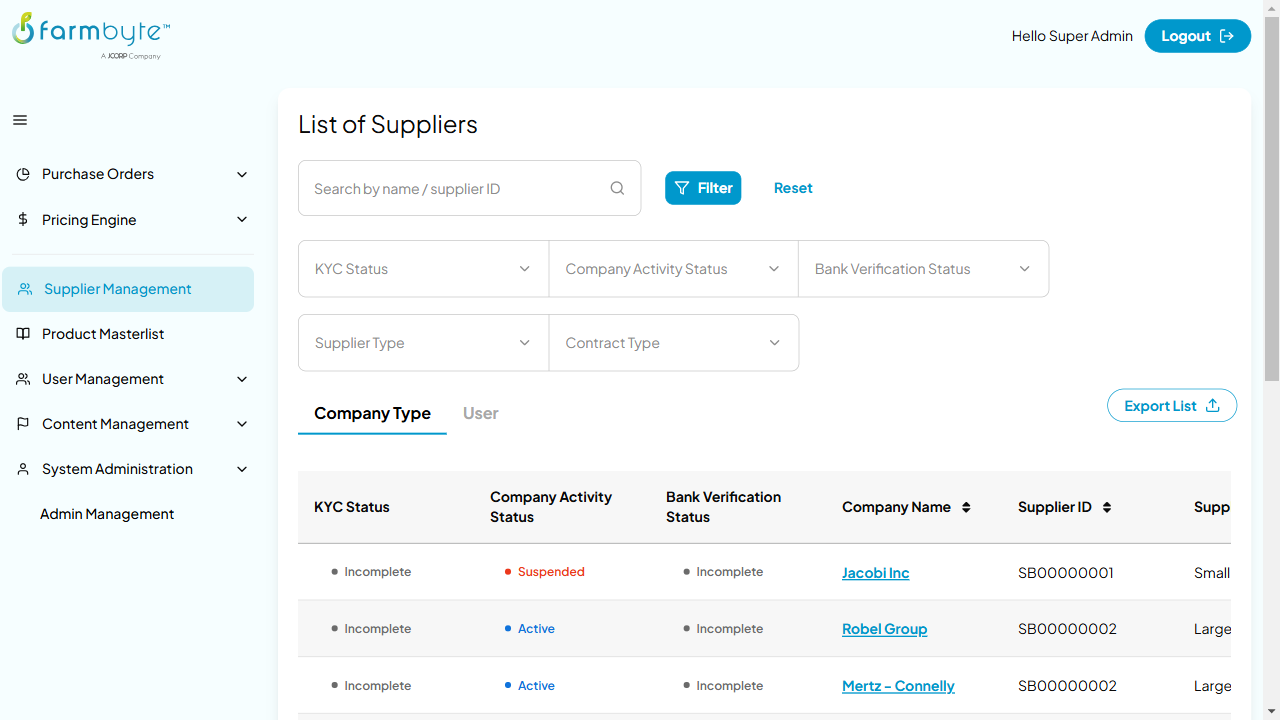 farmbyte™
A JCORP Company
Hello Super Admin
Logout
List of Suppliers
Purchase Orders
Search by name / supplier ID
Filter
Reset
Pricing Engine
KYC Status
Company Activity Status
Bank Verification Status
Supplier Management
Product Masterlist
Supplier Type
Contract Type
User Management
Company Type
User
Export List
Content Management
System Administration
Admin Management
KYC Status
Company Activity
Status
Bank Verification
Status
Company Name
Supplier ID
Supp
Incomplete
Suspended
Incomplete
Jacobi Inc
SB00000001
Small
Incomplete
Active
Incomplete
Robel Group
SB00000002
Large
Incomplete
Active
Incomplete
Mertz - Connelly
SB00000002
Large